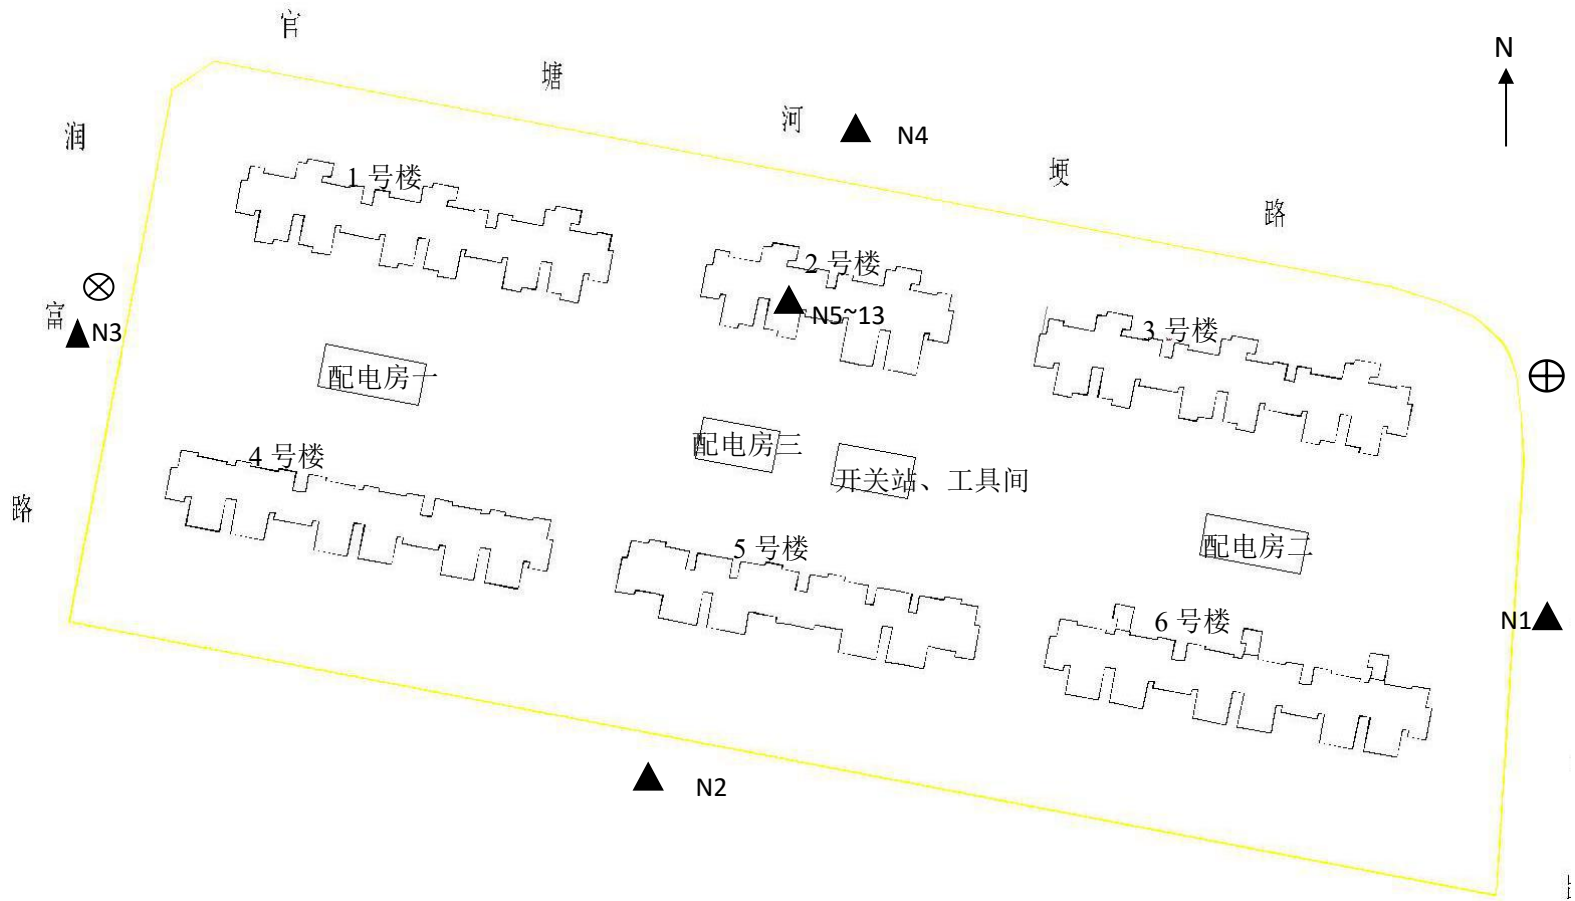 官塘河埂路
N
润富路
N4
1 号楼
2 号楼
N5~13
3 号楼
N3
配电房一
配电房三
开关站、工具间
4 号楼
5 号楼
配电房二
6 号楼
N1
N2